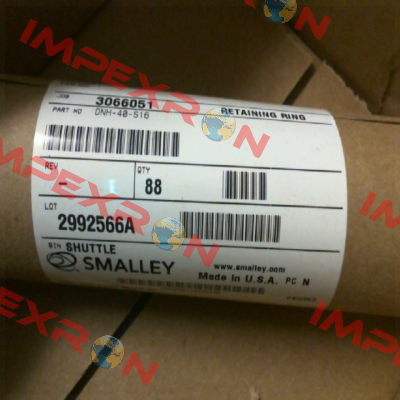 JOB 3066051 RETAINING RING
PART NO DNH-40-S16
REV QTY
- 88
LOT
2992566A
BIN SHUTTLE
SMALLEY
www.smalley.com
Made in U.S.A. PC N
IMPEXRON
IMPEXRON
IMPEXRON